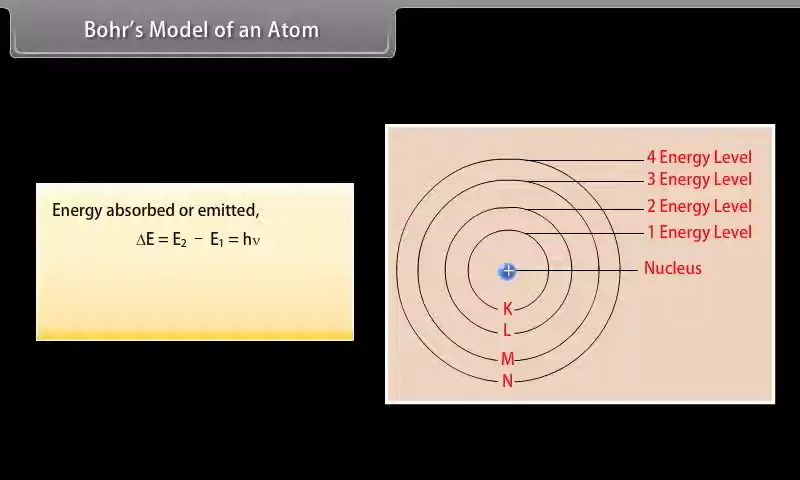 Bohr's Model of an Atom
Energy absorbed or emitted,
ΔE = E₂ − E₁ = hν
4 Energy Level
3 Energy Level
2 Energy Level
1 Energy Level
Nucleus
+
K
L
M
N